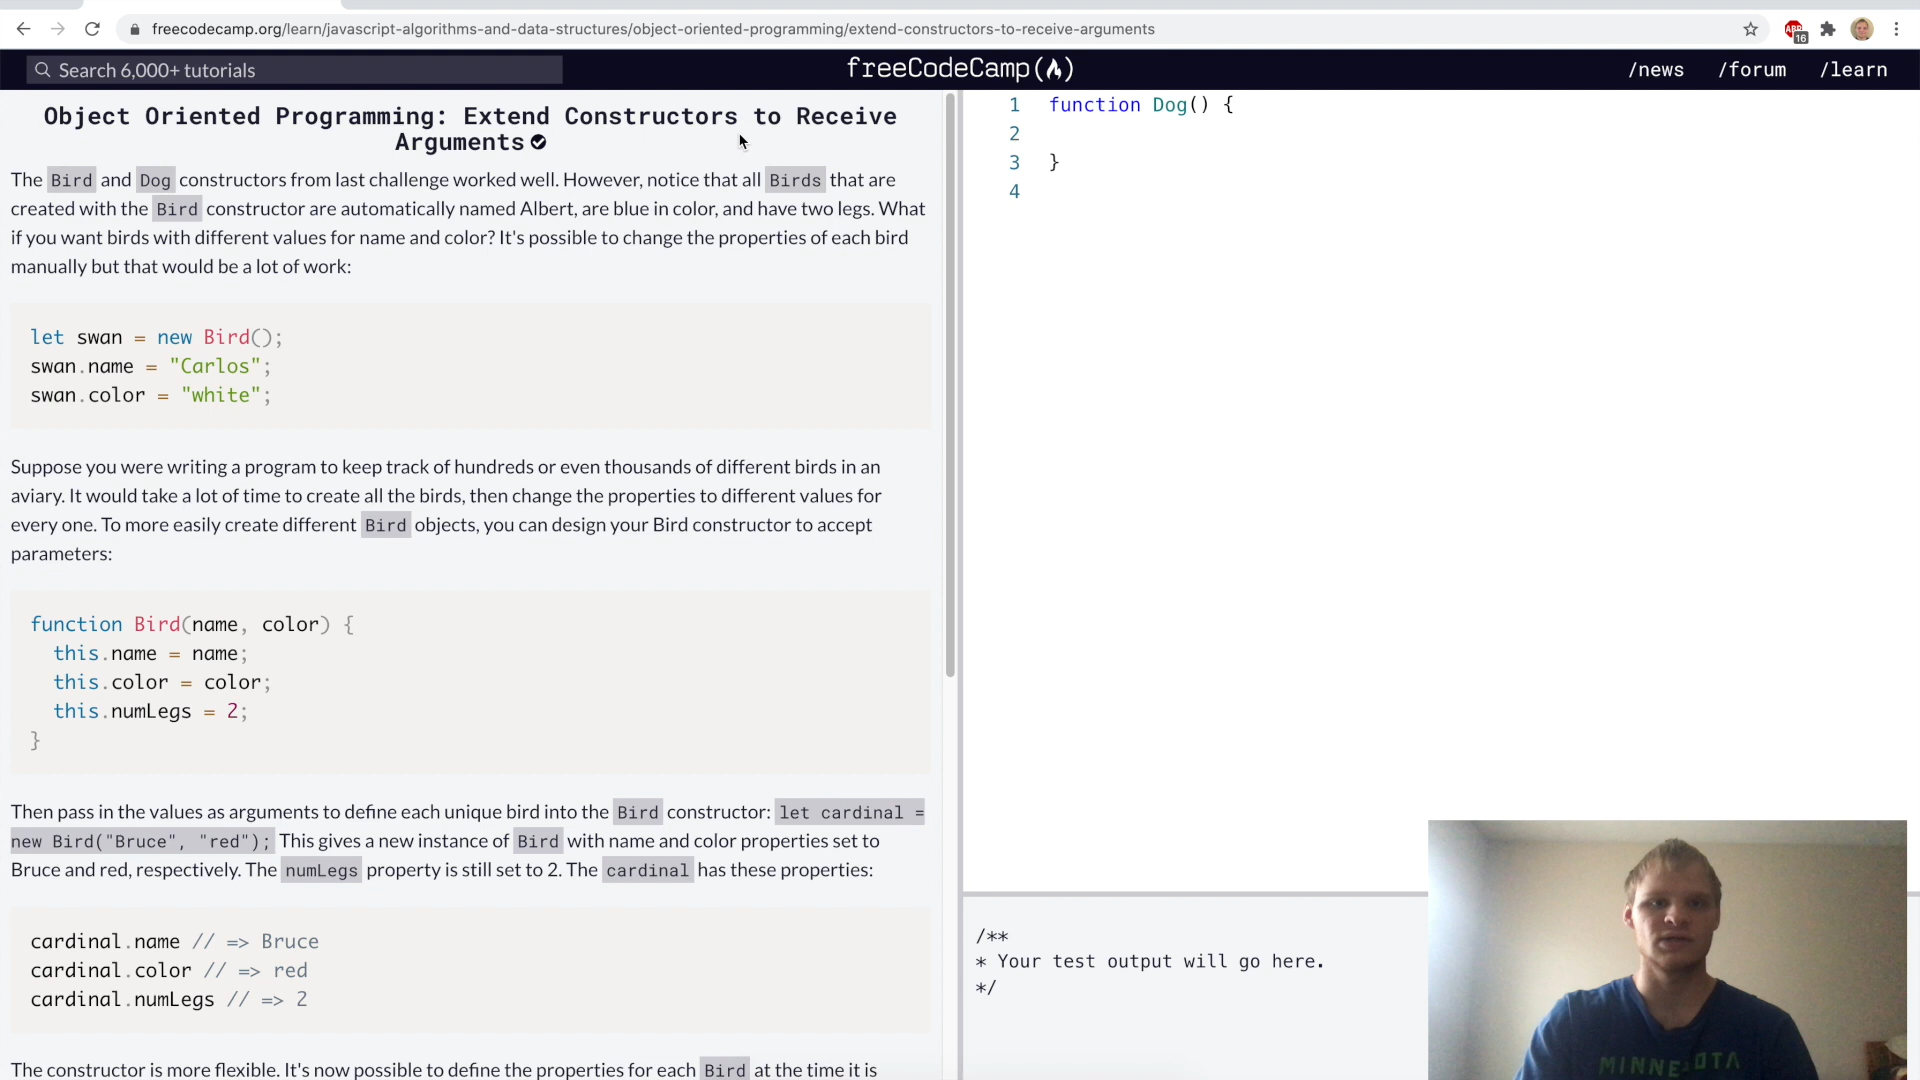 freecodecamp.org/learn/javascript-algorithms-and-data-structures/object-oriented-programming/extend-constructors-to-receive-arguments
ABP
16
Search 6,000+ tutorials
freeCodeCamp(🔥)
/news /forum /learn
Object Oriented Programming: Extend Constructors to Receive
Arguments
The Bird and Dog constructors from last challenge worked well. However, notice that all Birds that are
created with the Bird constructor are automatically named Albert, are blue in color, and have two legs. What
if you want birds with different values for name and color? It's possible to change the properties of each bird
manually but that would be a lot of work:
let swan = new Bird();
swan.name = "Carlos";
swan.color = "white";
Suppose you were writing a program to keep track of hundreds or even thousands of different birds in an
aviary. It would take a lot of time to create all the birds, then change the properties to different values for
every one. To more easily create different Bird objects, you can design your Bird constructor to accept
parameters:
function Bird(name, color) {
this.name = name;
this.color = color;
this.numLegs = 2;
}
Then pass in the values as arguments to define each unique bird into the Bird constructor: let cardinal =
new Bird("Bruce", "red"); This gives a new instance of Bird with name and color properties set to
Bruce and red, respectively. The numLegs property is still set to 2. The cardinal has these properties:
cardinal.name // => Bruce
cardinal.color // => red
cardinal.numLegs // => 2
The constructor is more flexible. It's now possible to define the properties for each Bird at the time it is
1 function Dog() {
2
3 }
4
/**
* Your test output will go here.
*/
MINNESOTA